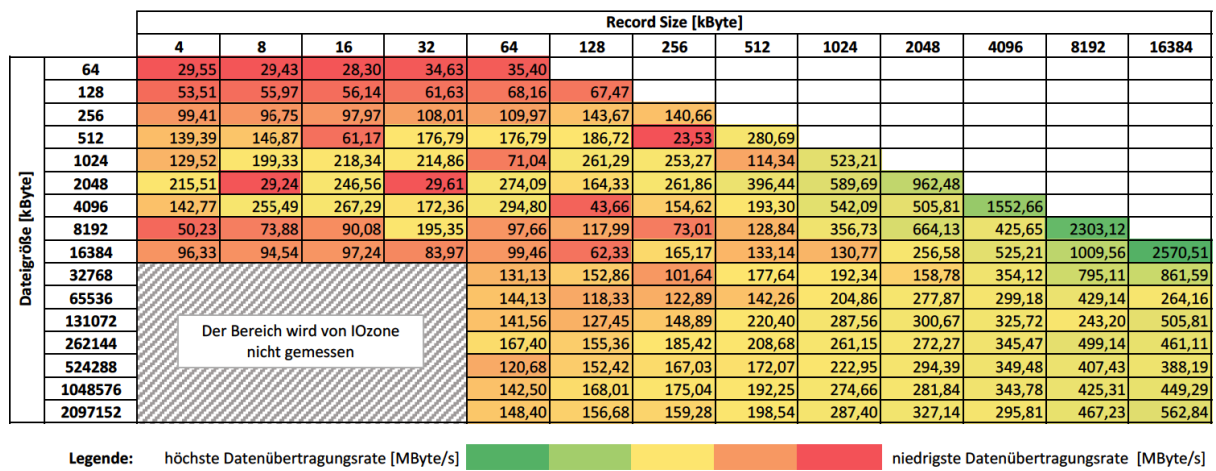 Record Size [kByte]
4 8 16 32 64 128 256 512 1024 2048 4096 8192 16384
Dateigröße [kByte]
64 29,55 29,43 28,30 34,63 35,40
128 53,51 55,97 56,14 61,63 68,16 67,47
256 99,41 96,75 97,97 108,01 109,97 143,67 140,66
512 139,39 146,87 61,17 176,79 176,79 186,72 23,53 280,69
1024 129,52 199,33 218,34 214,86 71,04 261,29 253,27 114,34 523,21
2048 215,51 29,24 246,56 29,61 274,09 164,33 261,86 396,44 589,69 962,48
4096 142,77 255,49 267,29 172,36 294,80 43,66 154,62 193,30 542,09 505,81 1552,66
8192 50,23 73,88 90,08 195,35 97,66 117,99 73,01 128,84 356,73 664,13 425,65 2303,12
16384 96,33 94,54 97,24 83,97 99,46 62,33 165,17 133,14 130,77 256,58 525,21 1009,56 2570,51
32768 131,13 152,86 101,64 177,64 192,34 158,78 354,12 795,11 861,59
65536 144,13 118,33 122,89 142,26 204,86 277,87 299,18 429,14 264,16
131072 141,56 127,45 148,89 220,40 287,56 300,67 325,72 243,20 505,81
262144 167,40 155,36 185,42 208,68 261,15 272,27 345,47 499,14 461,11
524288 120,68 152,42 167,03 172,07 222,95 294,39 349,48 407,43 388,19
1048576 142,50 168,01 175,04 192,25 274,66 281,84 343,78 425,31 449,29
2097152 148,40 156,68 159,28 198,54 287,40 327,14 295,81 467,23 562,84
Der Bereich wird von IOzone
nicht gemessen
Legende: höchste Datenübertragungsrate [MByte/s] niedrigste Datenübertragungsrate [MByte/s]